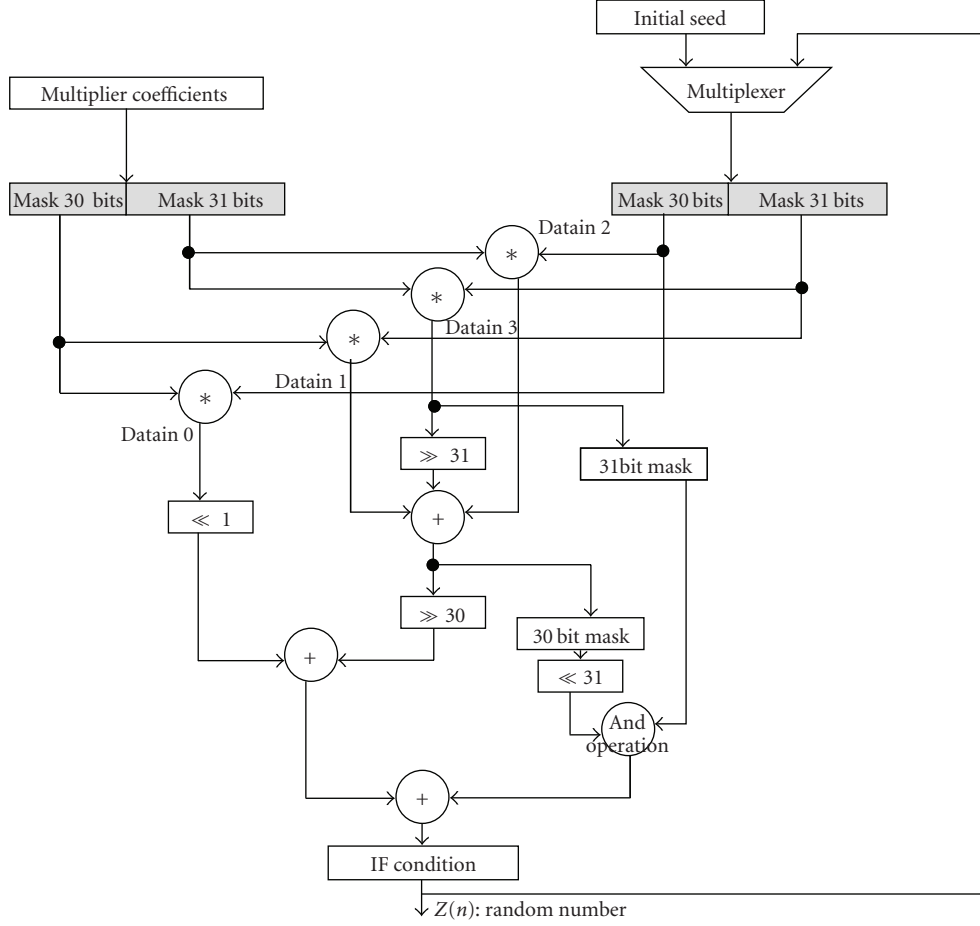 Initial seed
Multiplexer
Multiplier coefficients
Mask 30 bits
Mask 31 bits
Mask 30 bits
Mask 31 bits
Datain 2
*
*
Datain 3
*
Datain 1
*
Datain 0
≫ 31
31bit mask
≪ 1
+
≫ 30
30 bit mask
+
≪ 31
And
operation
+
IF condition
Z(n): random number